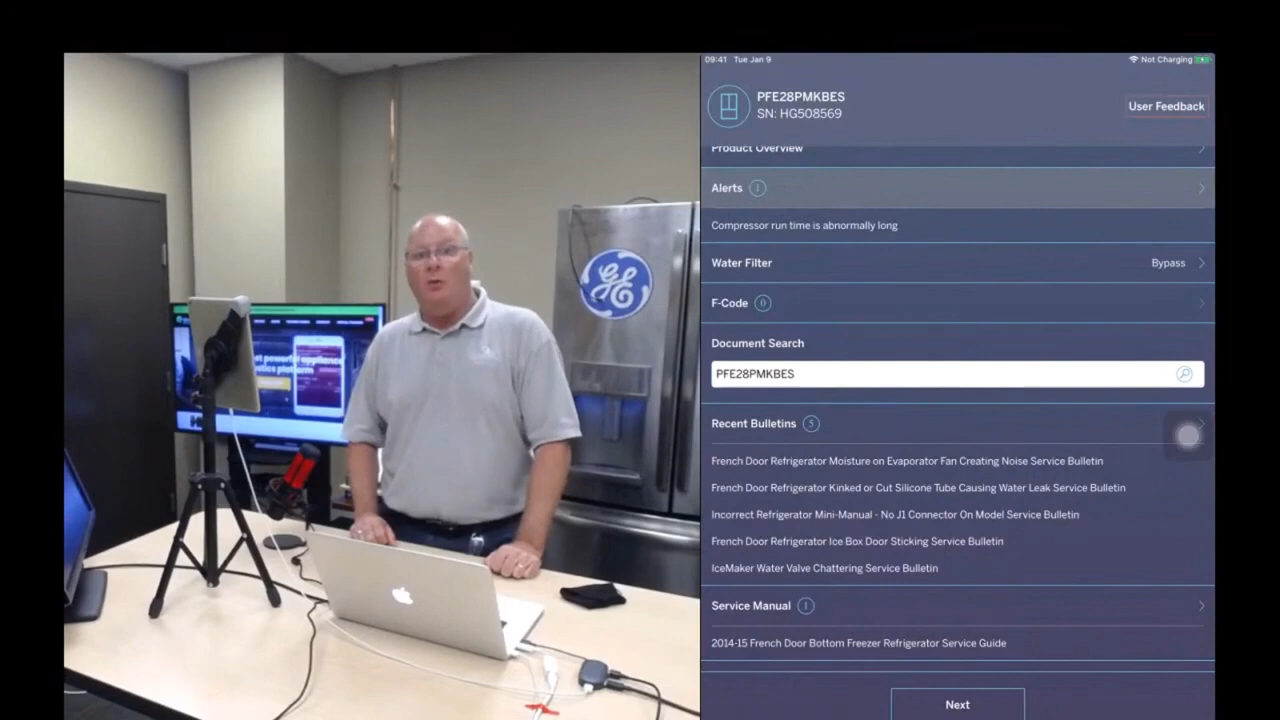 09:41 Tue Jan 9
Not Charging
PFE28PMKBES
SN: HG508569
User Feedback
Product Overview
Alerts 1
Compressor run time is abnormally long
Water Filter Bypass
F-Code 0
Document Search
PFE28PMKBES
Recent Bulletins 5
French Door Refrigerator Moisture on Evaporator Fan Creating Noise Service Bulletin
French Door Refrigerator Kinked or Cut Silicone Tube Causing Water Leak Service Bulletin
Incorrect Refrigerator Mini-Manual - No J1 Connector On Model Service Bulletin
French Door Refrigerator Ice Box Door Sticking Service Bulletin
IceMaker Water Valve Chattering Service Bulletin
Service Manual 1
2014-15 French Door Bottom Freezer Refrigerator Service Guide
Next
GE
powerful appliance
platform